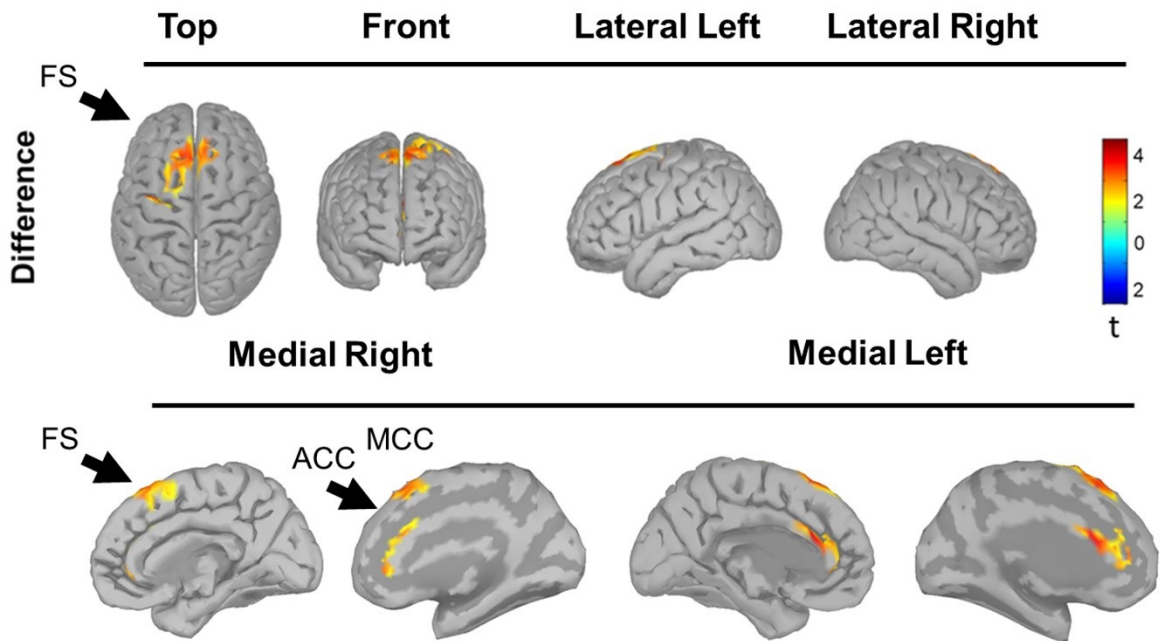 Top Front Lateral Left Lateral Right
FS
Difference
4
2
0
2
t
Medial Right Medial Left
FS
ACC MCC